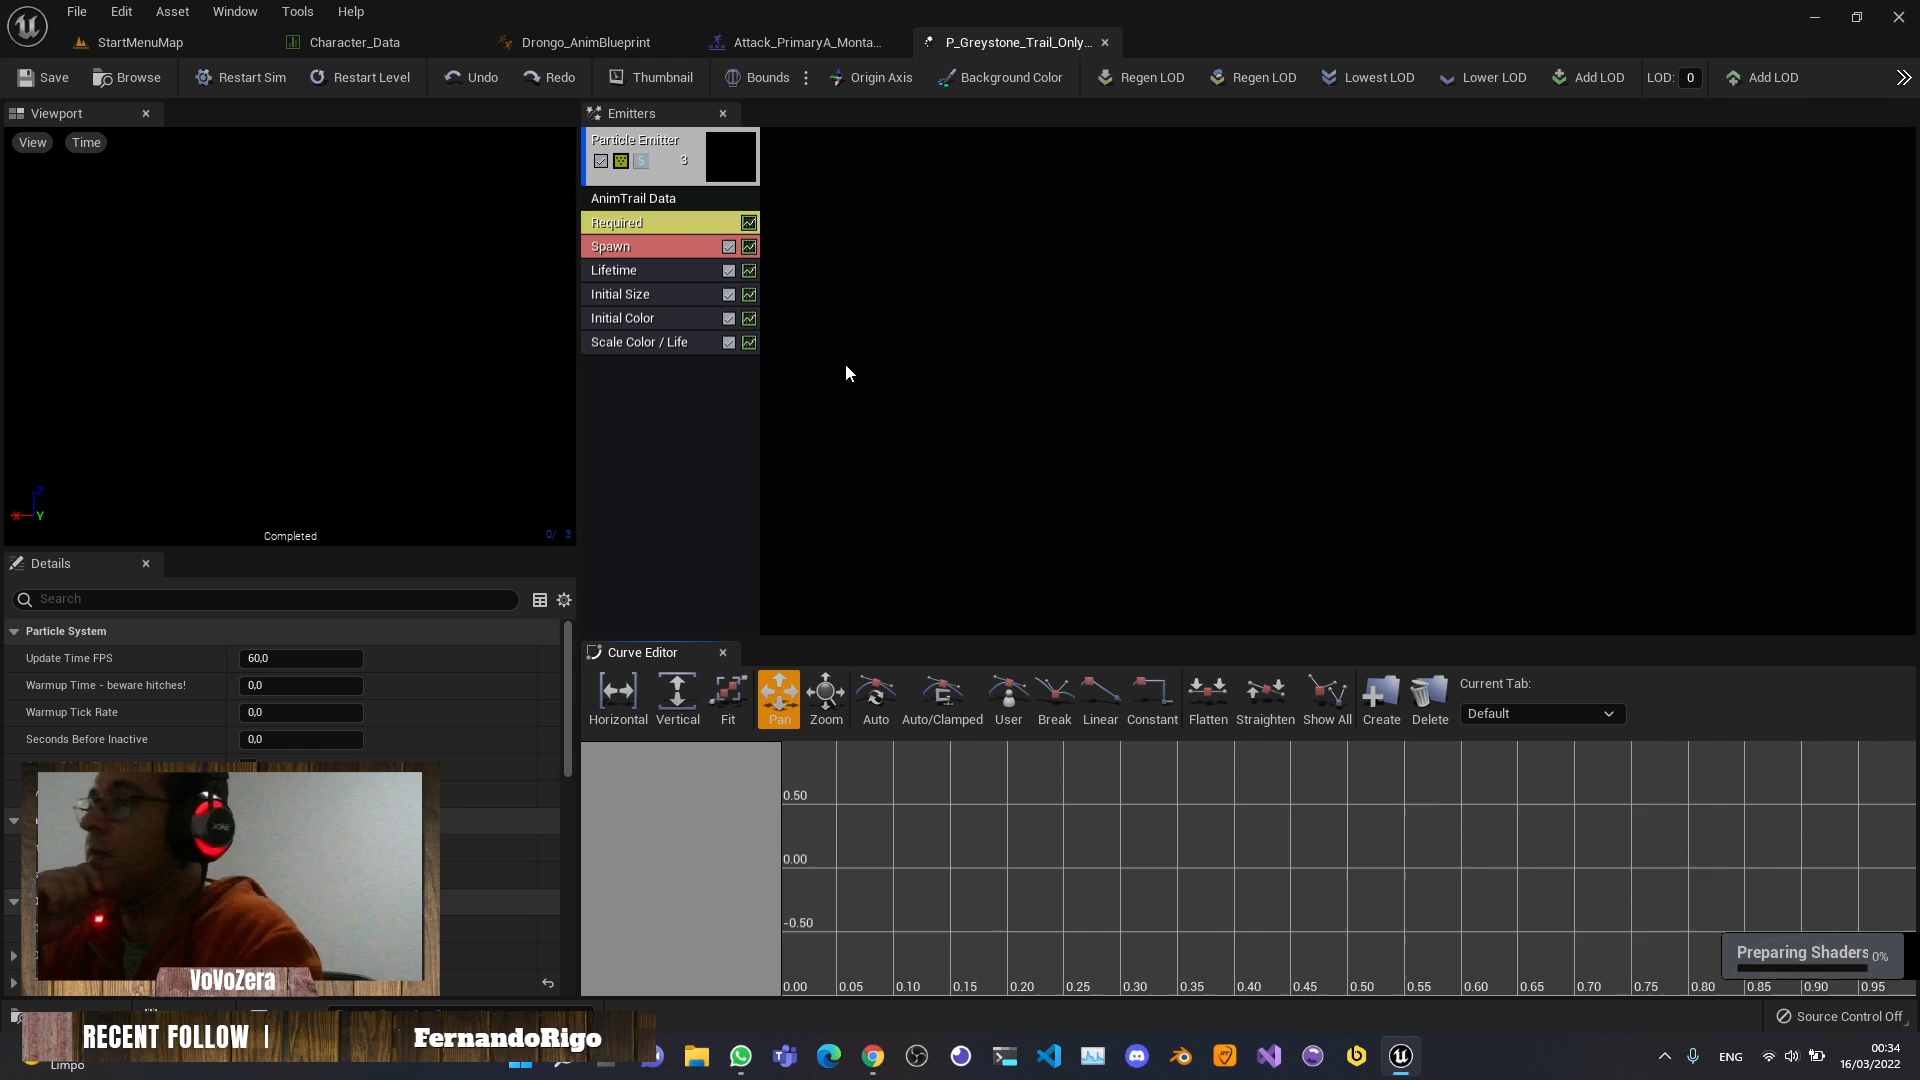 File Edit Asset Window Tools Help
StartMenuMap Character_Data Drongo_AnimBlueprint Attack_PrimaryA_Monta... P_Greystone_Trail_Only...
Save Browse Restart Sim Restart Level Undo Redo Thumbnail Bounds Origin Axis Background Color Regen LOD Regen LOD Lowest LOD Lower LOD Add LOD LOD: 0 Add LOD
Viewport
View Time
Z
X Y
Completed
0/ 3
Emitters
Particle Emitter
S 3
AnimTrail Data
Required
Spawn
Lifetime
Initial Size
Initial Color
Scale Color / Life
Details
Search
Particle System
Update Time FPS 60,0
Warmup Time - beware hitches! 0,0
Warmup Tick Rate 0,0
Seconds Before Inactive 0,0
Curve Editor
Horizontal Vertical Fit Pan Zoom Auto Auto/Clamped User Break Linear Constant Flatten Straighten Show All Create Delete
Current Tab:
Default
0.50
0.00
-0.50
0.00 0.05 0.10 0.15 0.20 0.25 0.30 0.35 0.40 0.45 0.50 0.55 0.60 0.65 0.70 0.75 0.80 0.85 0.90 0.95
Preparing Shaders 0%
VoVoZera
Source Control Off
RECENT FOLLOW | FernandoRigo
Limpo
ENG
00:34
16/03/2022